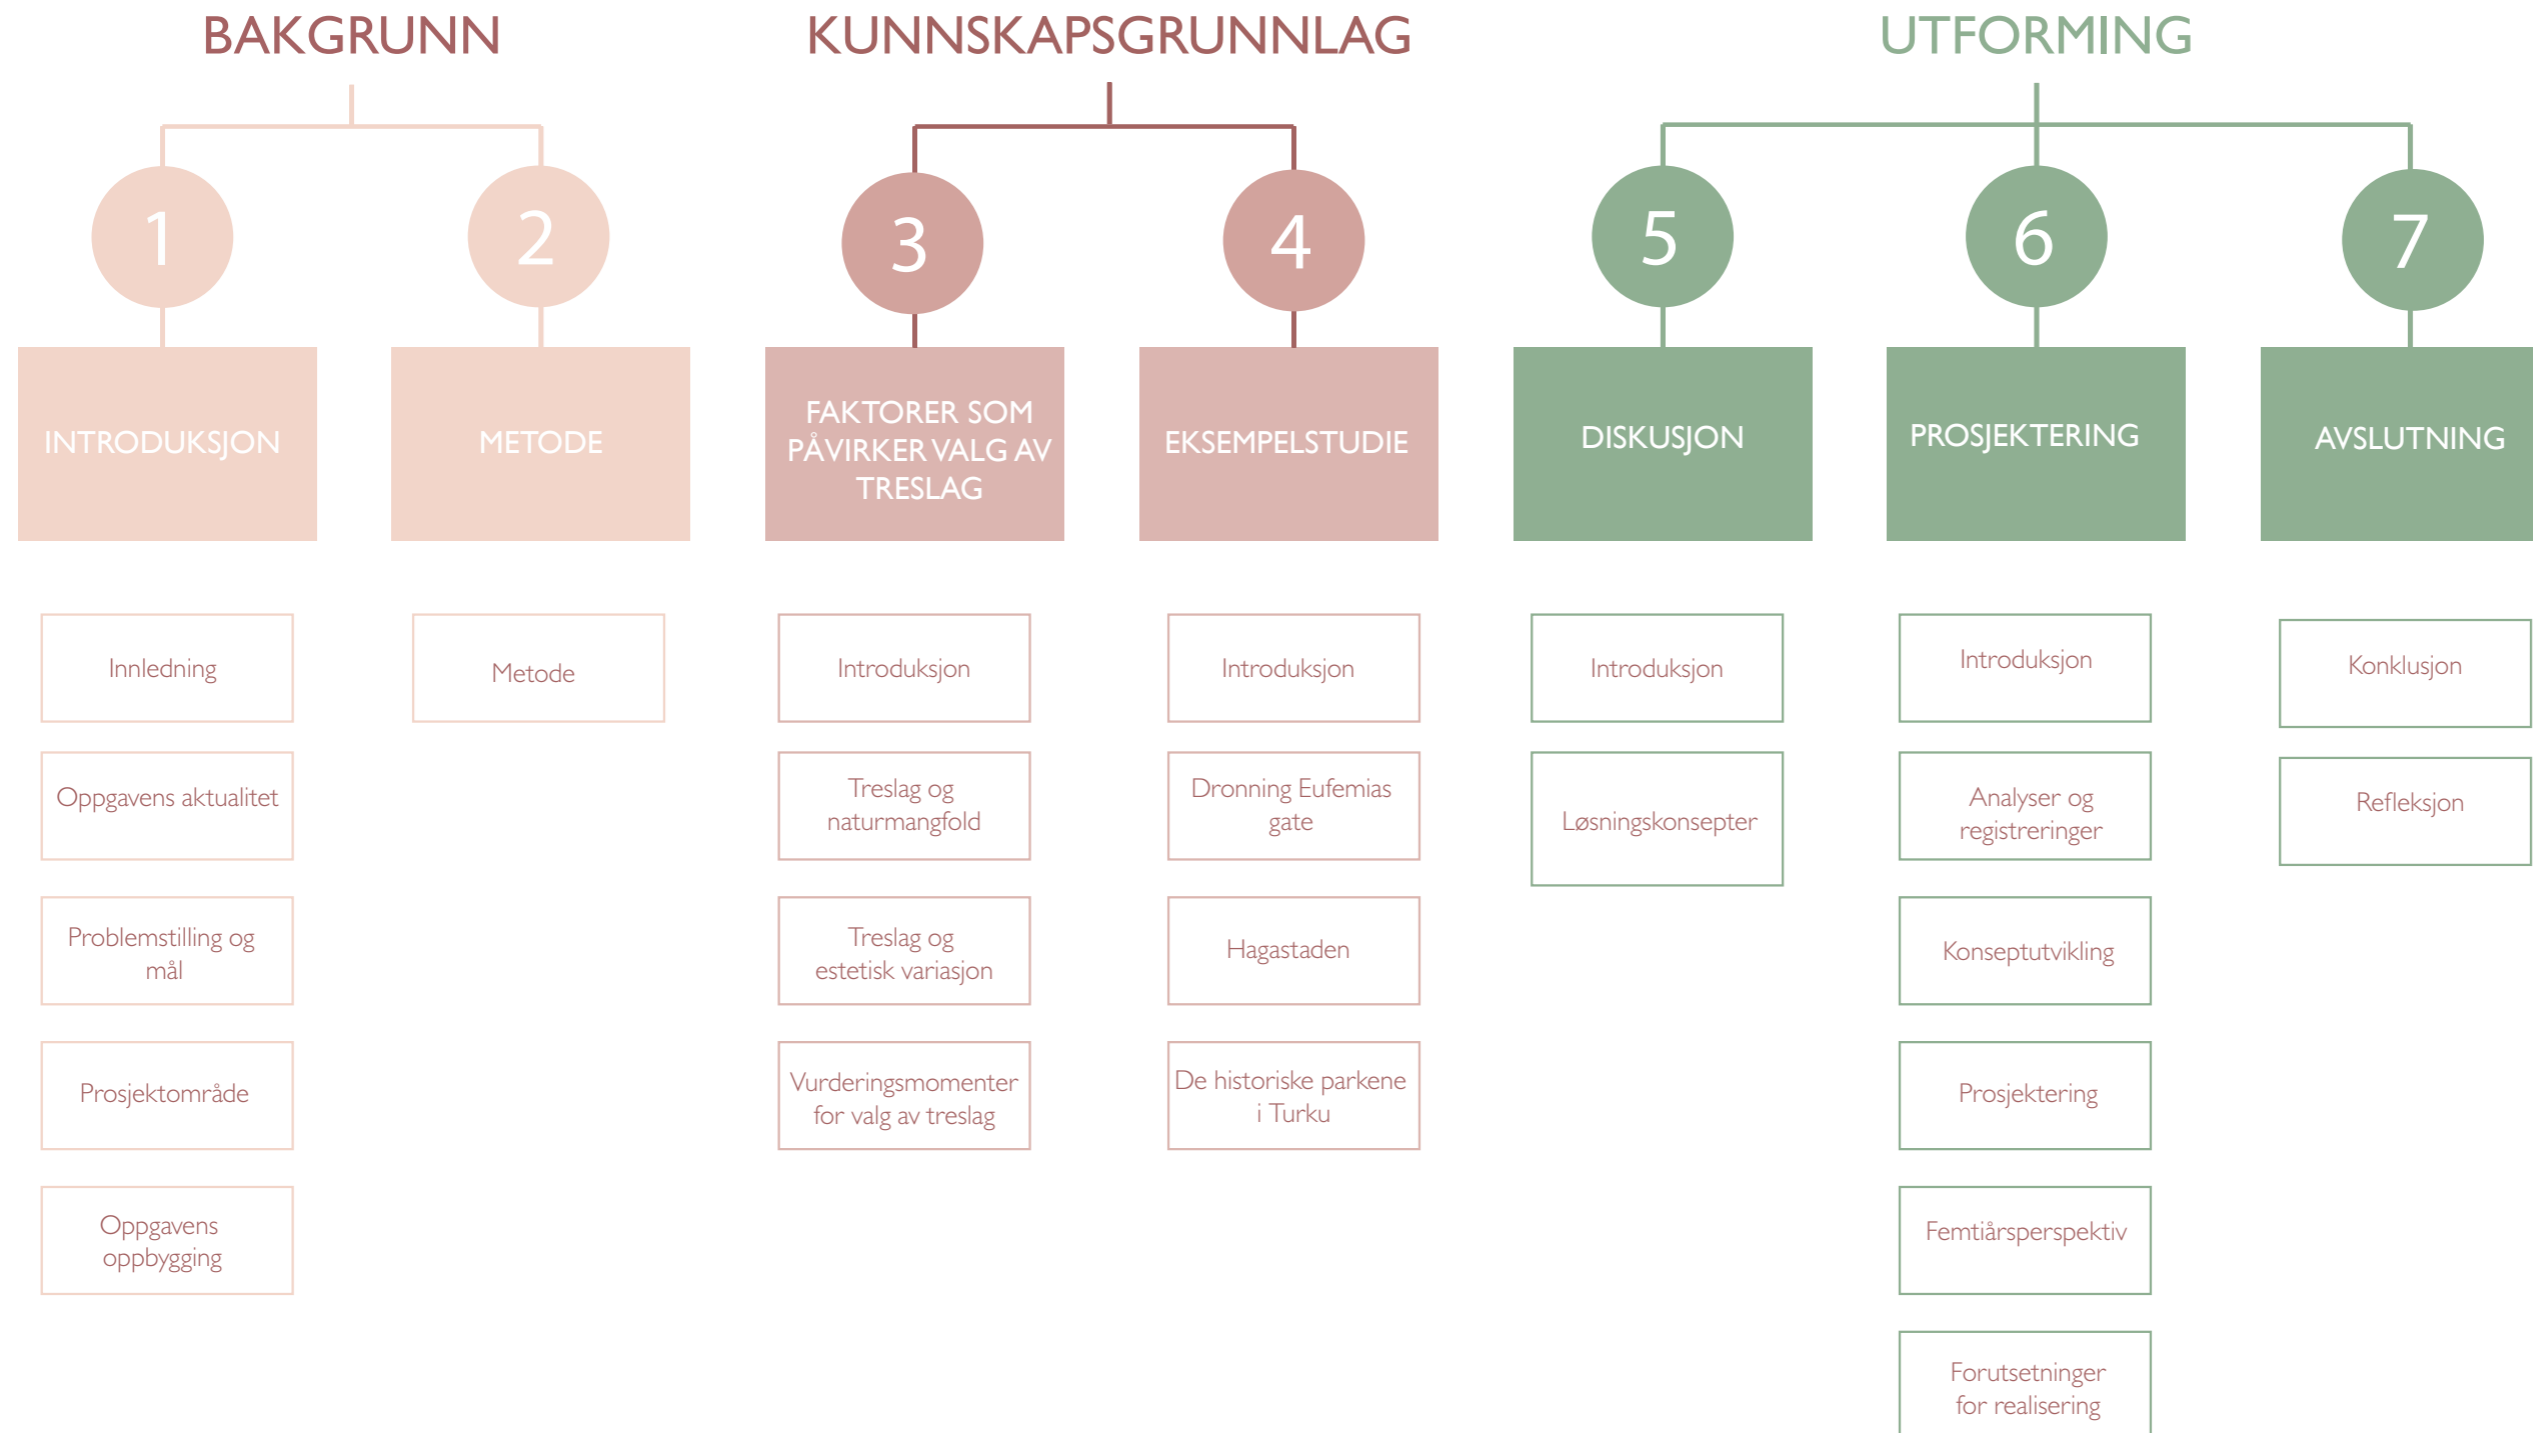 BAKGRUNN
KUNNSKAPSGRUNNLAG
UTFORMING
1
2
3
4
5
6
7
INTRODUKSJON
METODE
FAKTORER SOM
PÅVIRKER VALG AV
TRESLAG
EKSEMPELSTUDIE
DISKUSJON
PROSJEKTERING
AVSLUTNING
Innledning
Oppgavens aktualitet
Problemstilling og
mål
Prosjektområde
Oppgavens
oppbygging
Metode
Introduksjon
Treslag og
naturmangfold
Treslag og
estetisk variasjon
Vurderingsmomenter
for valg av treslag
Introduksjon
Dronning Eufemias
gate
Hagastaden
De historiske parkene
i Turku
Introduksjon
Løsningskonsepter
Introduksjon
Analyser og
registreringer
Konseptutvikling
Prosjektering
Femtiårsperspektiv
Forutsetninger
for realisering
Konklusjon
Refleksjon